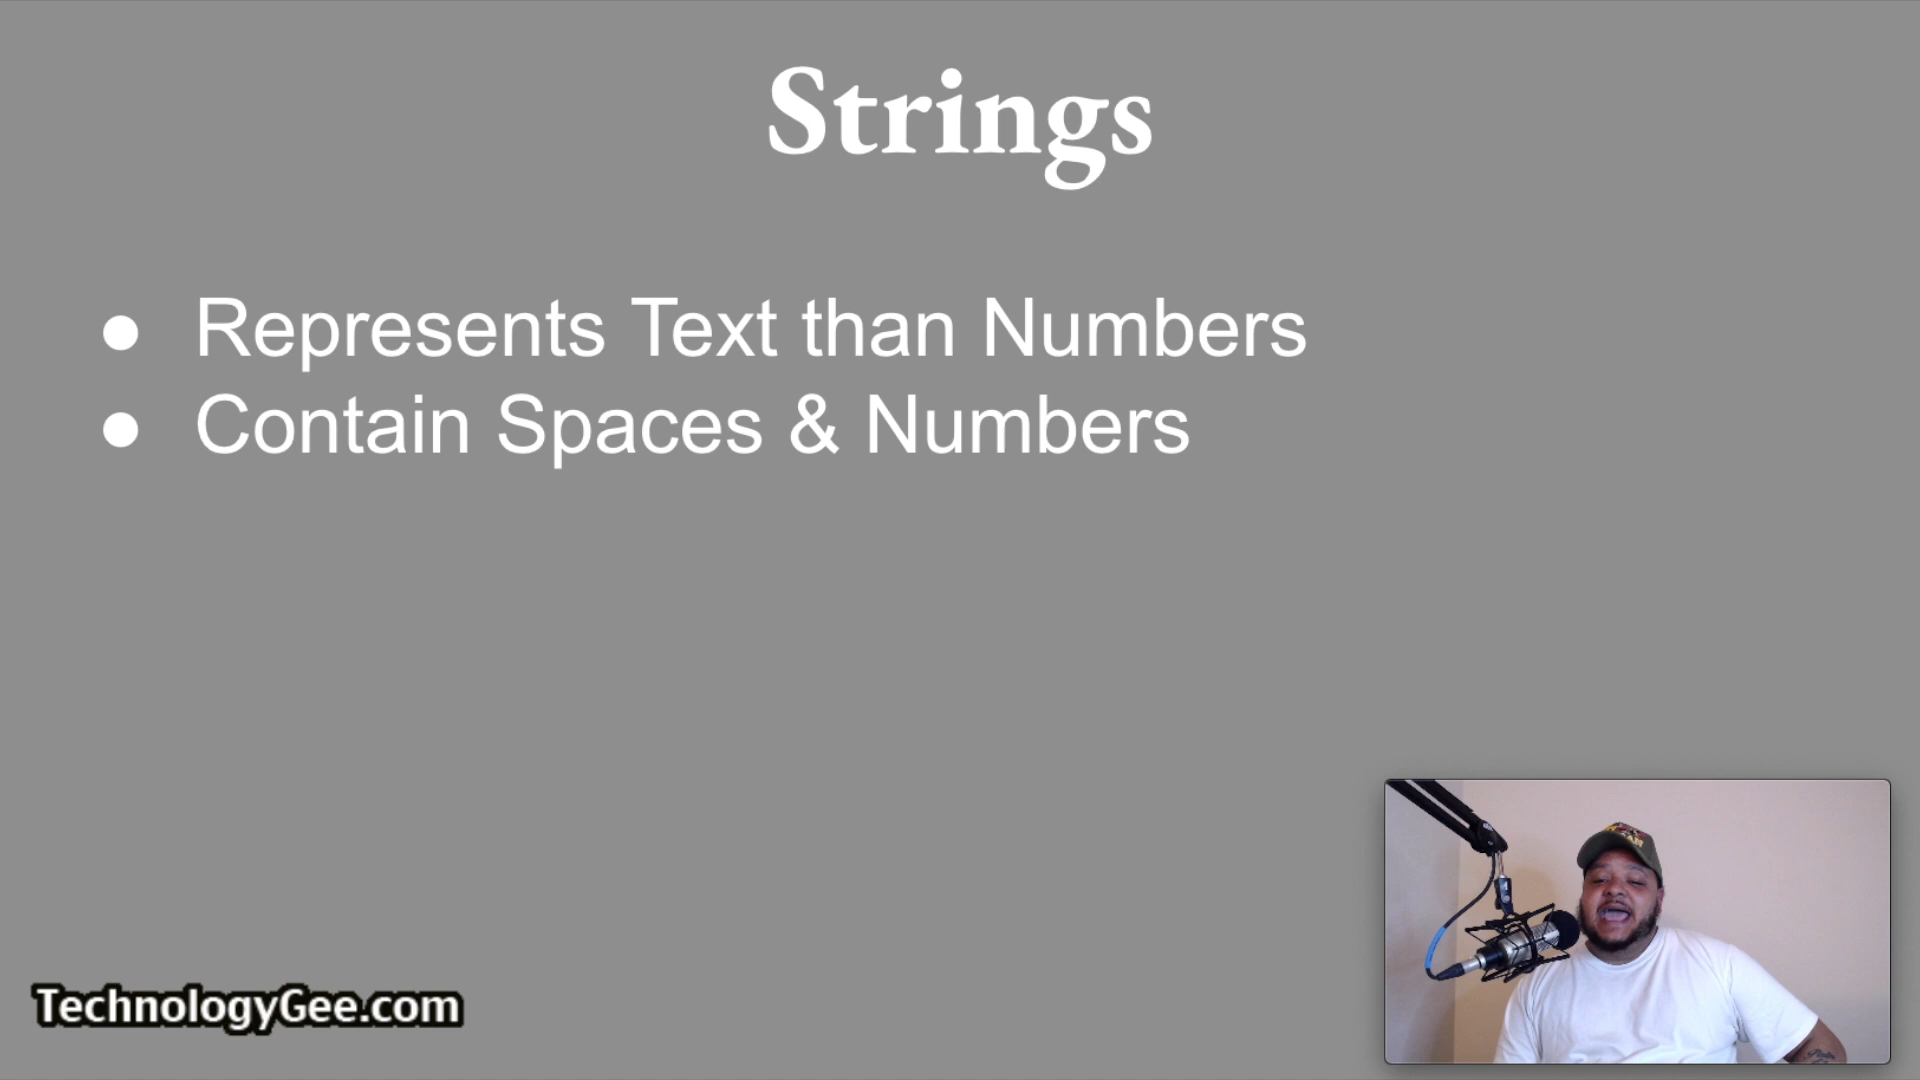 Strings
● Represents Text than Numbers
● Contain Spaces & Numbers
TechnologyGee.com